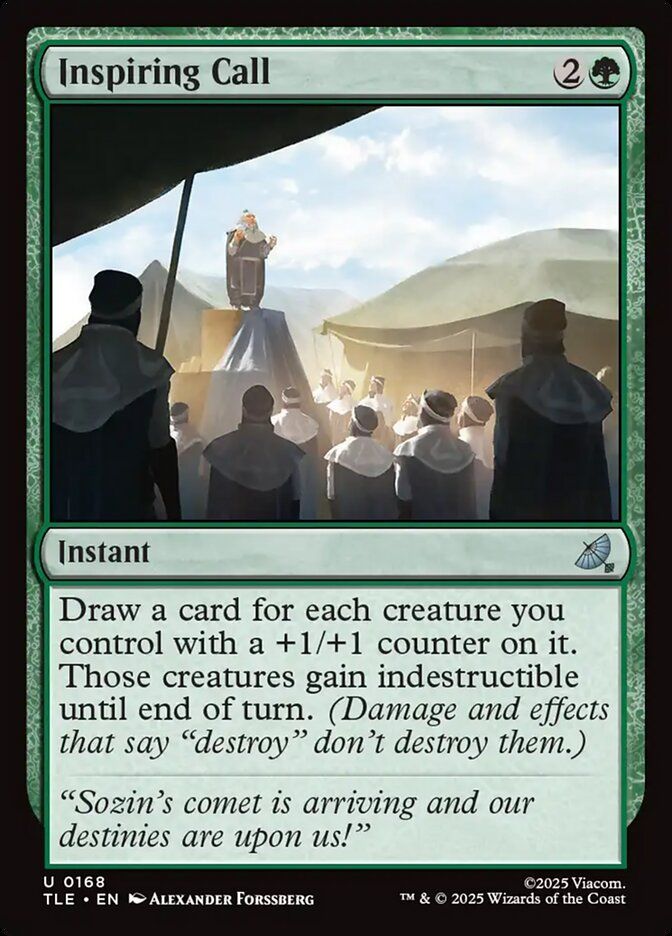 Inspiring Call 2
Instant
Draw a card for each creature you
control with a +1/+1 counter on it.
Those creatures gain indestructible
until end of turn. (Damage and effects
that say “destroy” don’t destroy them.)
“Sozin’s comet is arriving and our
destinies are upon us!”
U 0168
TLE • EN Alexander Forssberg
©2025 Viacom.
™ & © 2025 Wizards of the Coast